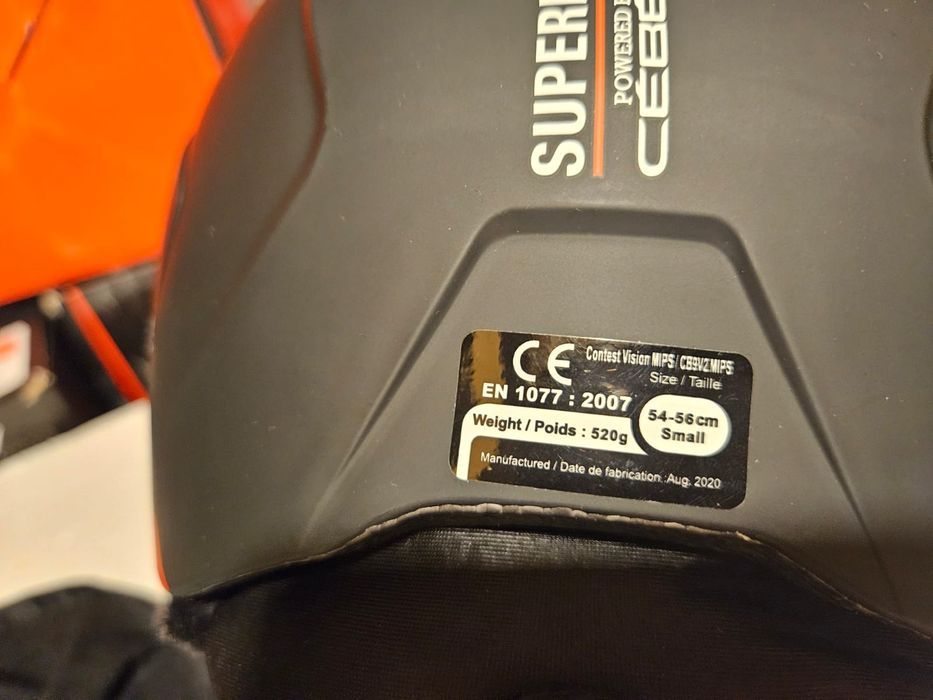 SUPER
POWERED
CÉBÉ
CE Contest Vision MIPS / CB9V2 MIPS
Size / Taille
EN 1077 : 2007
54-56cm
Small
Weight / Poids : 520g
Manufactured / Date de fabrication :Aug. 2020